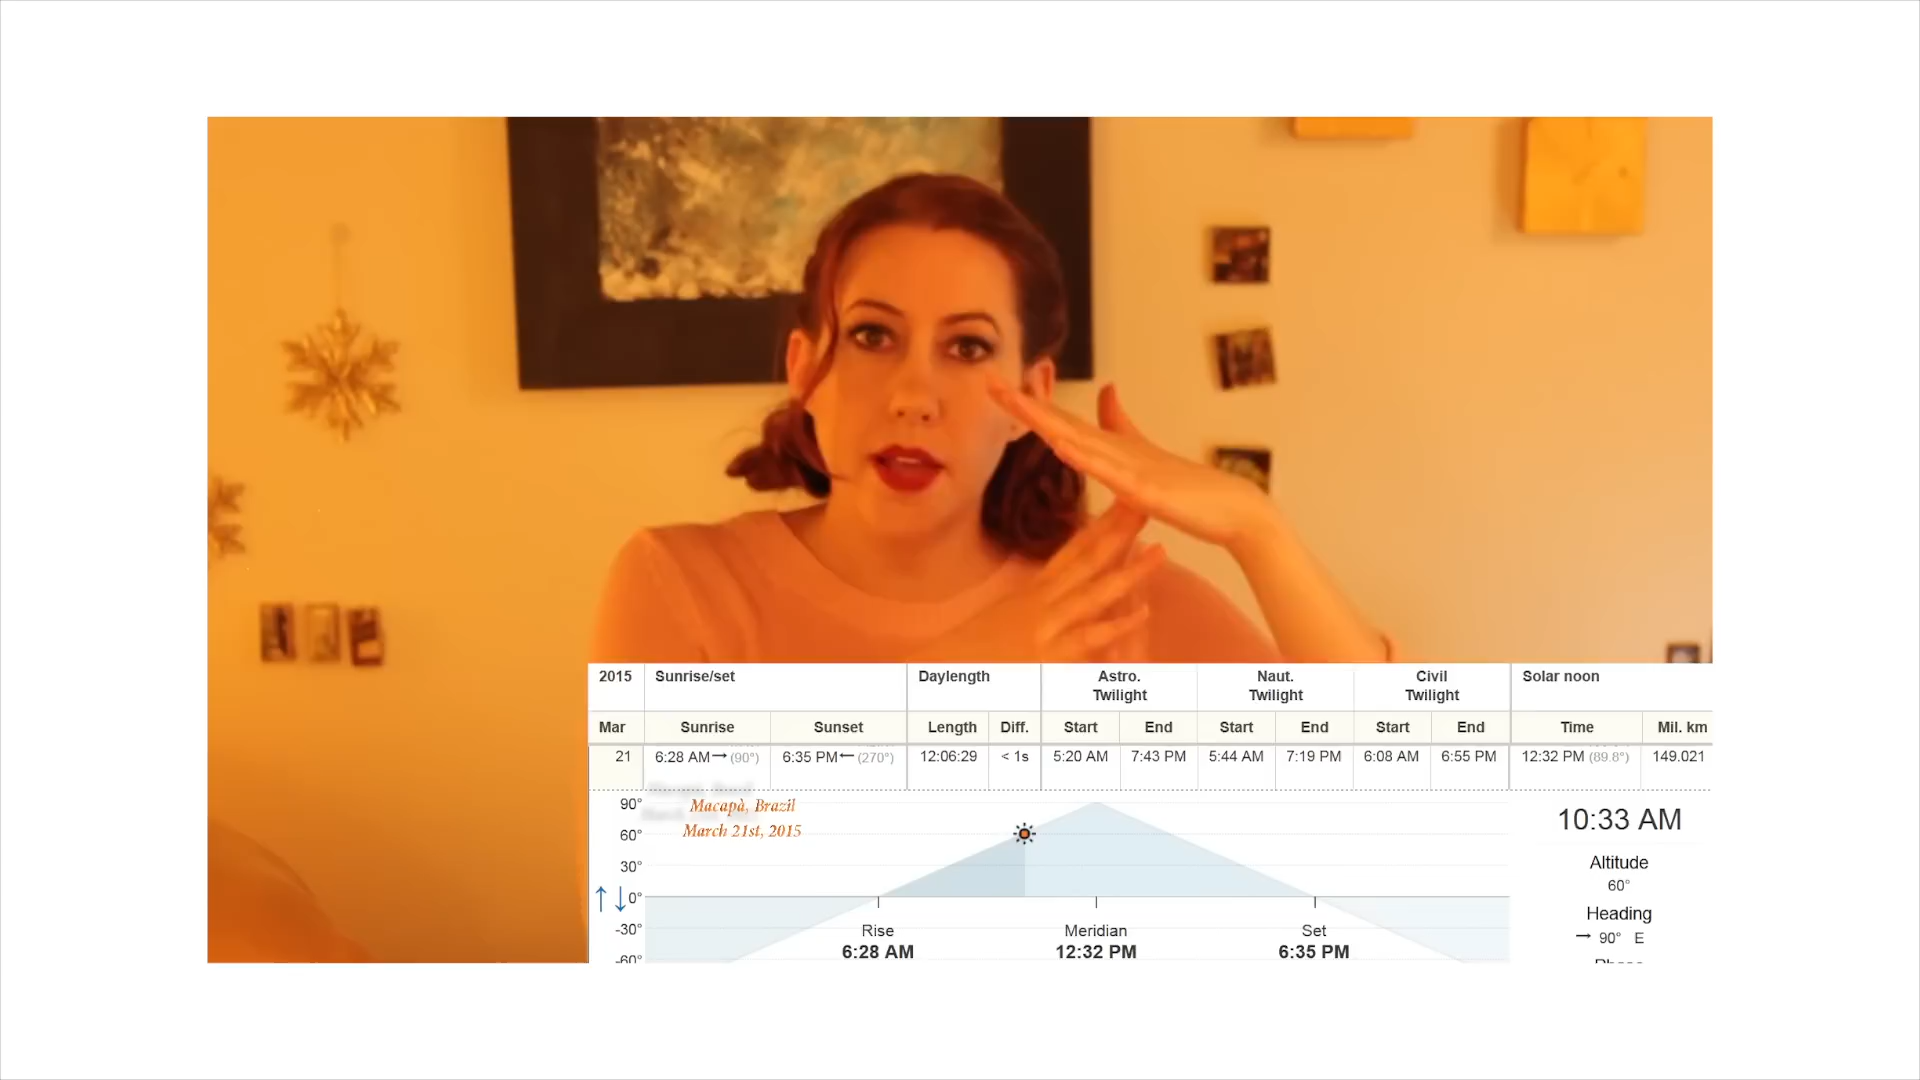 2015 Sunrise/set Daylength Astro. Twilight Naut. Twilight Civil Twilight Solar noon
Mar Sunrise Sunset Length Diff. Start End Start End Start End Time Mil. km
21 6:28 AM → (90°) 6:35 PM ← (270°) 12:06:29 < 1s 5:20 AM 7:43 PM 5:44 AM 7:19 PM 6:08 AM 6:55 PM 12:32 PM (89.8°) 149.021
Macapà, Brazil
March 21st, 2015
90°
60°
30°
↑ ↓ 0°
-30°
-60°
Rise
6:28 AM
Meridian
12:32 PM
Set
6:35 PM
10:33 AM
Altitude
60°
Heading
→ 90° E